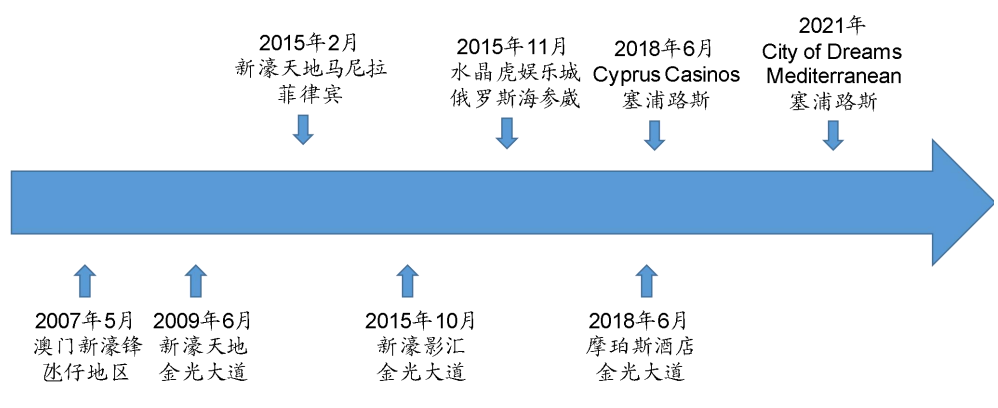 2015年2月
新濠天地马尼拉
菲律宾
2015年11月
水晶虎娱乐城
俄罗斯海参崴
2018年6月
Cyprus Casinos
塞浦路斯
2021年
City of Dreams
Mediterranean
塞浦路斯
2007年5月
澳门新濠锋
氹仔地区
2009年6月
新濠天地
金光大道
2015年10月
新濠影汇
金光大道
2018年6月
摩珀斯酒店
金光大道